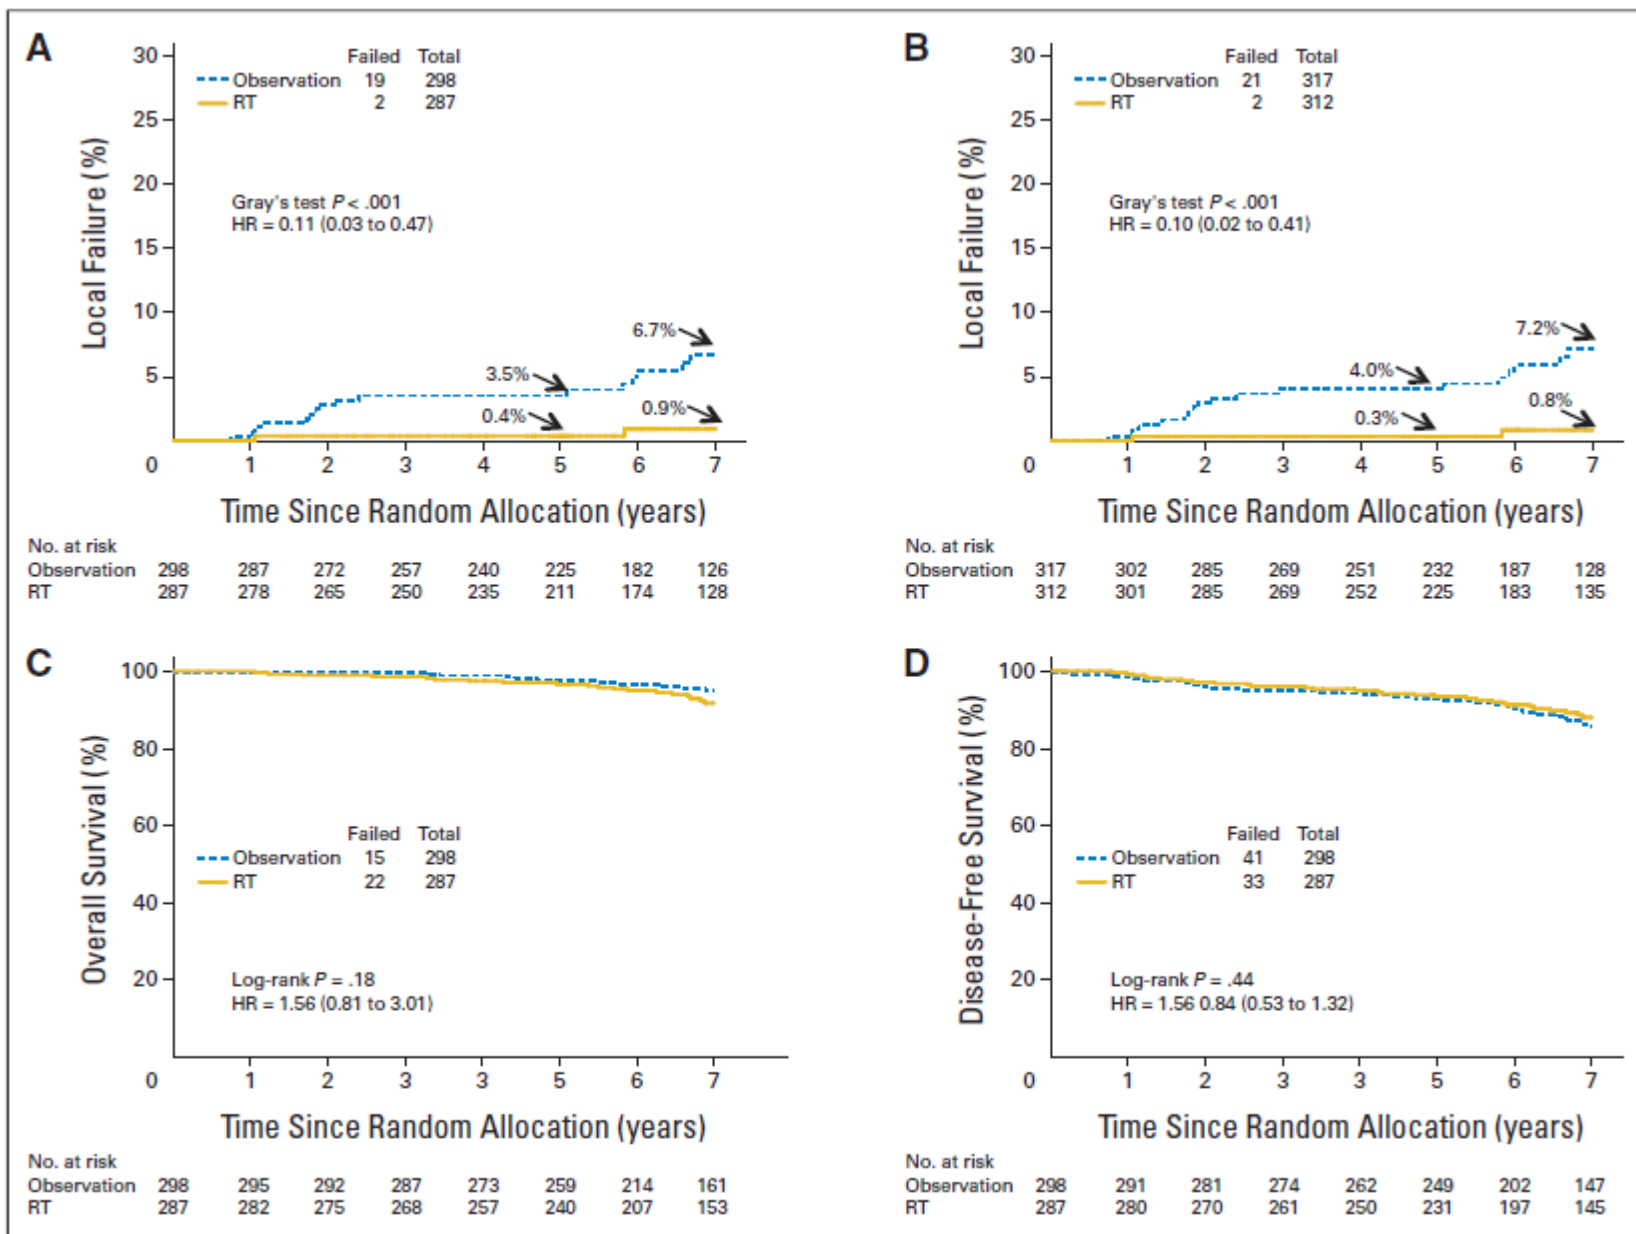 A
30
25
20
15
10
5
Local Failure (%)
Failed Total
Observation 19 298
RT 2 287
Gray's test P < .001
HR = 0.11 (0.03 to 0.47)
6.7%
3.5%
0.4%
0.9%
0 1 2 3 4 5 6 7
Time Since Random Allocation (years)
No. at risk
Observation 298 287 272 257 240 225 182 126
RT 287 278 265 250 235 211 174 128
B
30
25
20
15
10
5
Local Failure (%)
Failed Total
Observation 21 317
RT 2 312
Gray's test P < .001
HR = 0.10 (0.02 to 0.41)
7.2%
4.0%
0.3%
0.8%
0 1 2 3 4 5 6 7
Time Since Random Allocation (years)
No. at risk
Observation 317 302 285 269 251 232 187 128
RT 312 301 285 269 252 225 183 135
C
100
80
60
40
20
Overall Survival (%)
Failed Total
Observation 15 298
RT 22 287
Log-rank P = .18
HR = 1.56 (0.81 to 3.01)
0 1 2 3 3 5 6 7
Time Since Random Allocation (years)
No. at risk
Observation 298 295 292 287 273 259 214 161
RT 287 282 275 268 257 240 207 153
D
100
80
60
40
20
Disease-Free Survival (%)
Failed Total
Observation 41 298
RT 33 287
Log-rank P = .44
HR = 1.56 0.84 (0.53 to 1.32)
0 1 2 3 3 5 6 7
Time Since Random Allocation (years)
No. at risk
Observation 298 291 281 274 262 249 202 147
RT 287 280 270 261 250 231 197 145